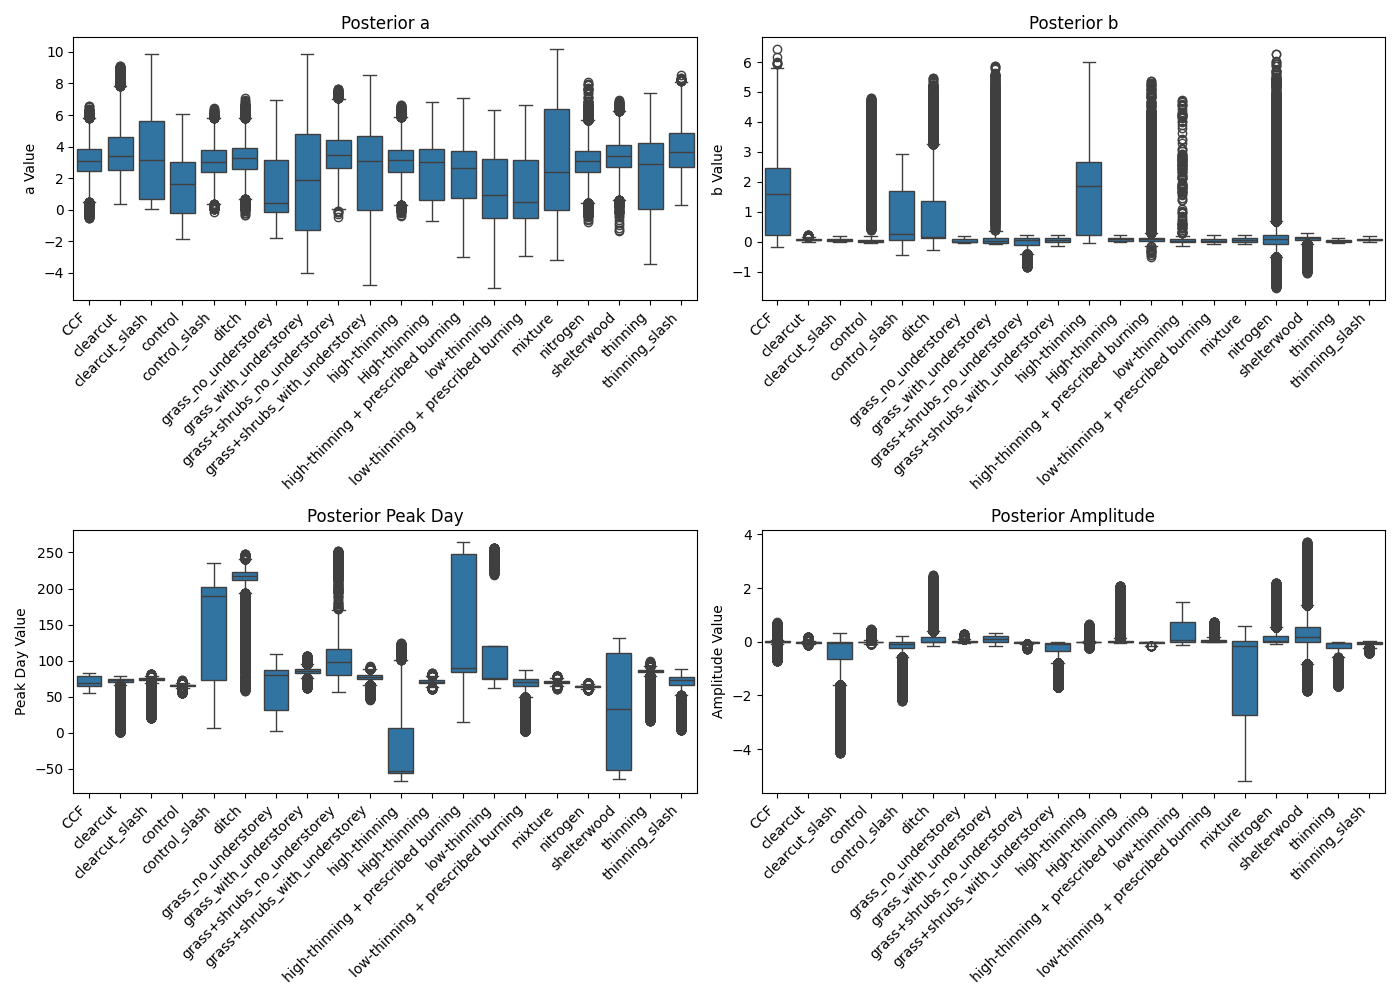 Posterior a
a Value
10
8
6
4
2
0
−2
−4
CCF
clearcut
clearcut_slash
control
control_slash
ditch
grass_no_understorey
grass_with_understorey
grass+shrubs_no_understorey
grass+shrubs_with_understorey
high-thinning
High-thinning
high-thinning + prescribed burning
low-thinning
low-thinning + prescribed burning
mixture
nitrogen
shelterwood
thinning
thinning_slash
Posterior b
b Value
6
5
4
3
2
1
0
−1
CCF
clearcut
clearcut_slash
control
control_slash
ditch
grass_no_understorey
grass_with_understorey
grass+shrubs_no_understorey
grass+shrubs_with_understorey
high-thinning
High-thinning
high-thinning + prescribed burning
low-thinning
low-thinning + prescribed burning
mixture
nitrogen
shelterwood
thinning
thinning_slash
Posterior Peak Day
Peak Day Value
250
200
150
100
50
0
−50
CCF
clearcut
clearcut_slash
control
control_slash
ditch
grass_no_understorey
grass_with_understorey
grass+shrubs_no_understorey
grass+shrubs_with_understorey
high-thinning
High-thinning
high-thinning + prescribed burning
low-thinning
low-thinning + prescribed burning
mixture
nitrogen
shelterwood
thinning
thinning_slash
Posterior Amplitude
Amplitude Value
4
2
0
−2
−4
CCF
clearcut
clearcut_slash
control
control_slash
ditch
grass_no_understorey
grass_with_understorey
grass+shrubs_no_understorey
grass+shrubs_with_understorey
high-thinning
High-thinning
high-thinning + prescribed burning
low-thinning
low-thinning + prescribed burning
mixture
nitrogen
shelterwood
thinning
thinning_slash